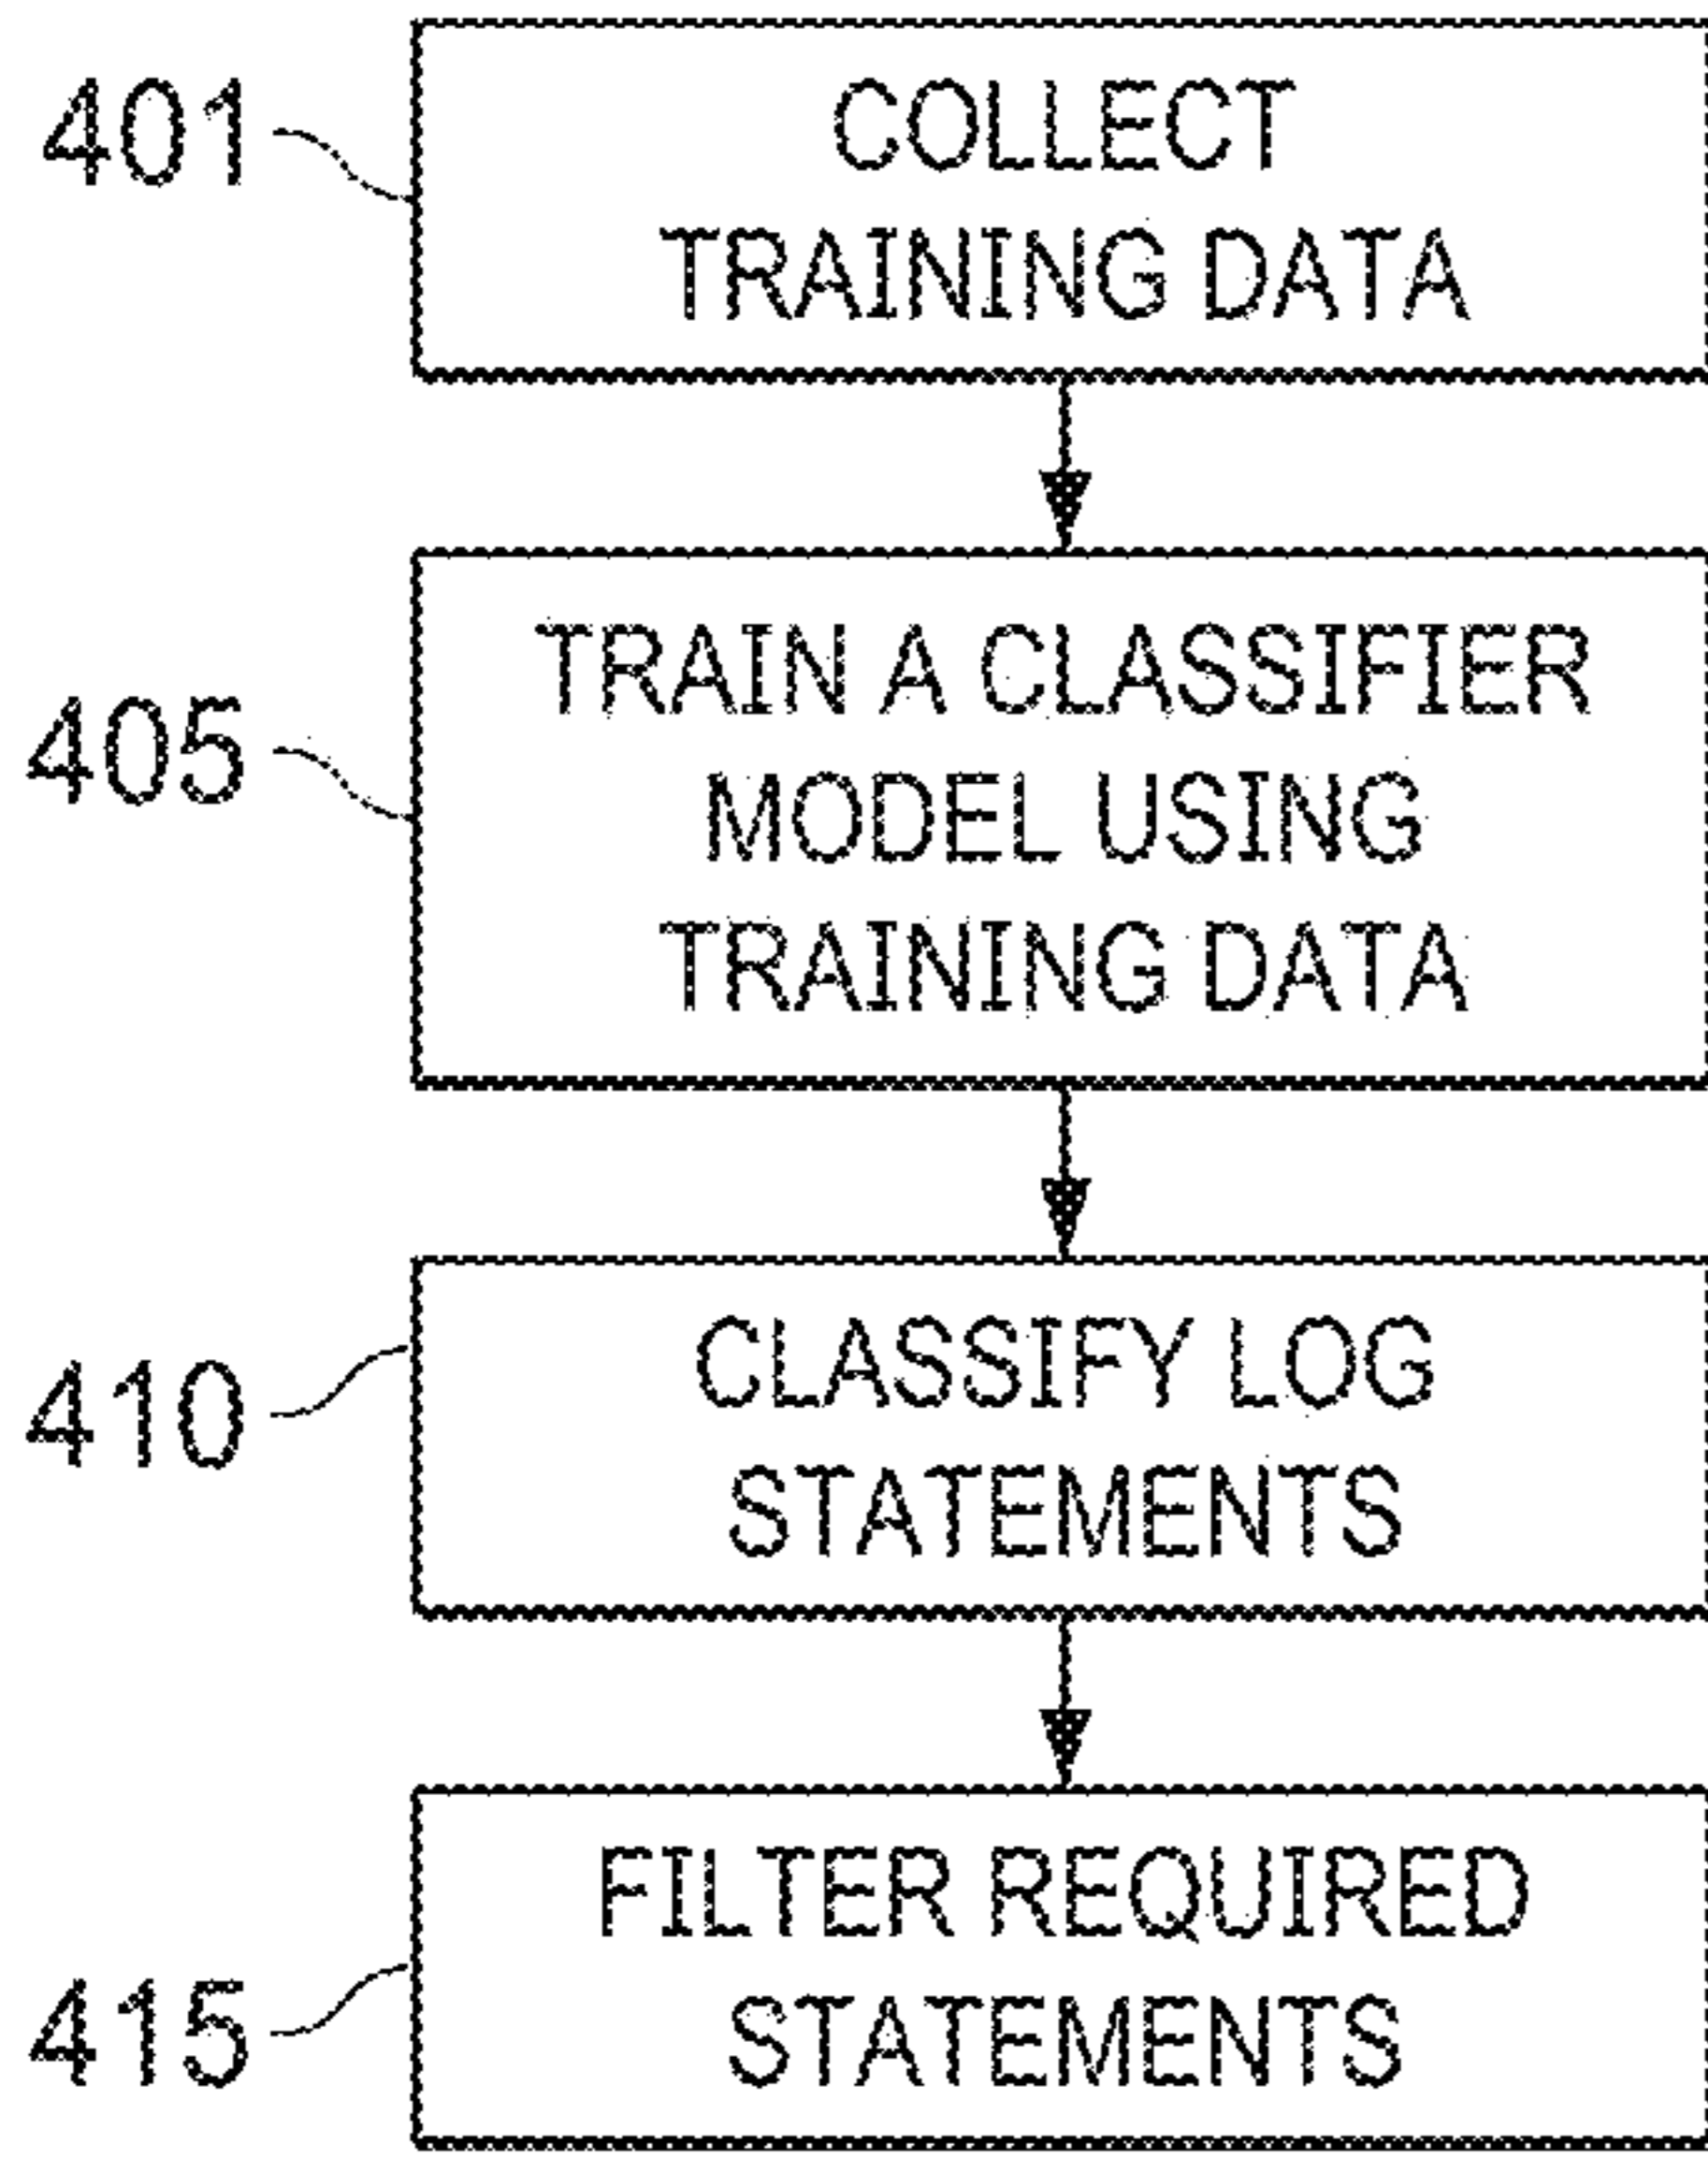 401
COLLECT
TRAINING DATA
405
TRAIN A CLASSIFIER
MODEL USING
TRAINING DATA
410
CLASSIFY LOG
STATEMENTS
415
FILTER REQUIRED
STATEMENTS